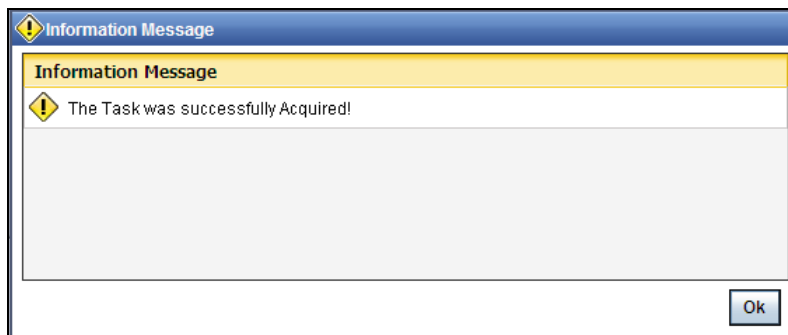 Information Message
Information Message
The Task was successfully Acquired!
Ok